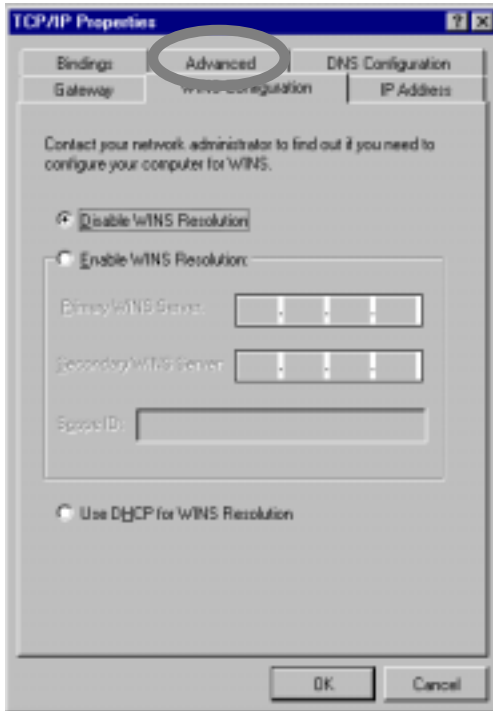 TCP/IP Properties
Bindings Advanced DNS Configuration
Gateway WINS Configuration IP Address
Contact your network administrator to find out if you need to
configure your computer for WINS.
Disable WINS Resolution
Enable WINS Resolution:
Primary WINS Server:
Secondary WINS Server:
Scope ID:
Use DHCP for WINS Resolution
OK Cancel